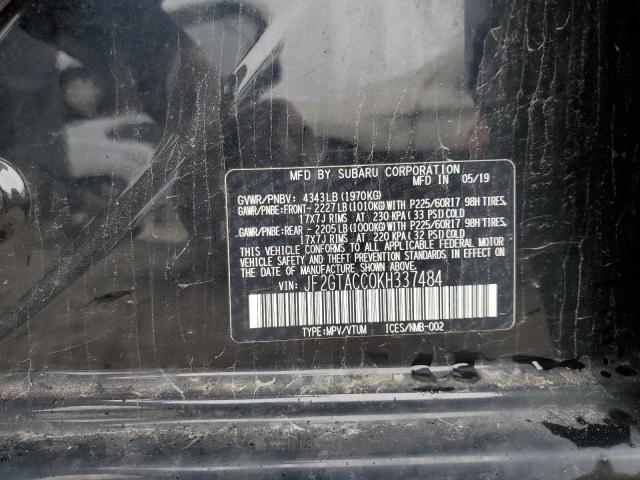 MFD BY SUBARU CORPORATION
MFD IN 05/19
GVWR/PNBV: 4343LB (1970KG)
GAWR/PNBE:FRONT- 2227LB (1010KG) WITH P225/60R17 98H TIRES,
17X7J RIMS AT 230 KPA (33 PSI) COLD
GAWR/PNBE:REAR - 2205LB (1000KG) WITH P225/60R17 98H TIRES,
17X7J RIMS AT 220 KPA (32 PSI) COLD
THIS VEHICLE CONFORMS TO ALL APPLICABLE FEDERAL MOTOR
VEHICLE SAFETY, BUMPER, AND THEFT PREVENTION STANDARDS IN EFFECT ON
THE DATE OF MANUFACTURE SHOWN ABOVE.
VIN: JF2GTACC0KH337484
TYPE:MPV/VTUM ICES/NMB-002